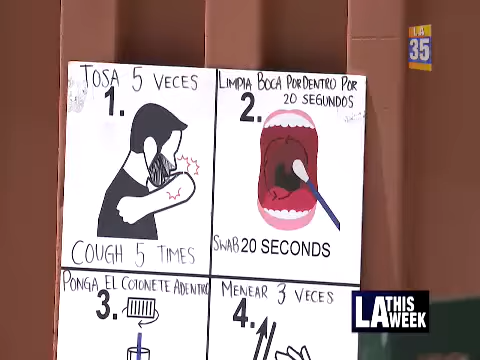 LA
35
TOSA 5 VECES
1.
COUGH 5 TIMES
LIMPIA BOCA POR DENTRO POR
20 SEGUNDOS
2.
SWAB 20 SECONDS
PONGA EL COTONETE ADENTRO
3.
MENEAR 3 VECES
4.
LA THIS
WEEK